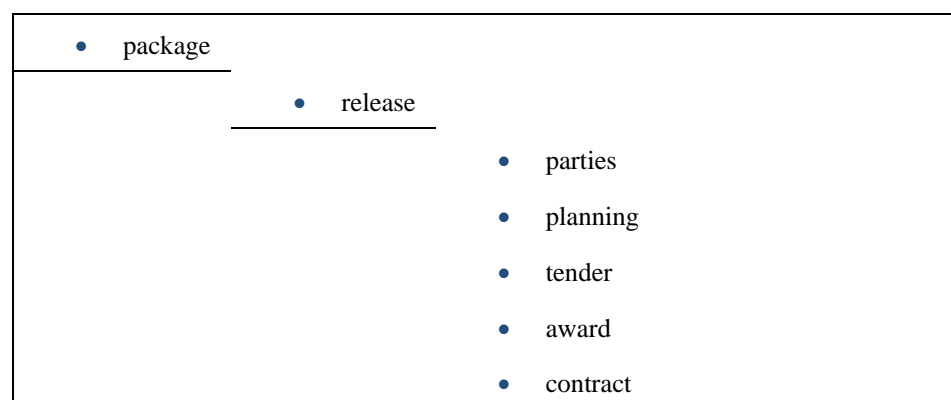 • package
• release
• parties
• planning
• tender
• award
• contract